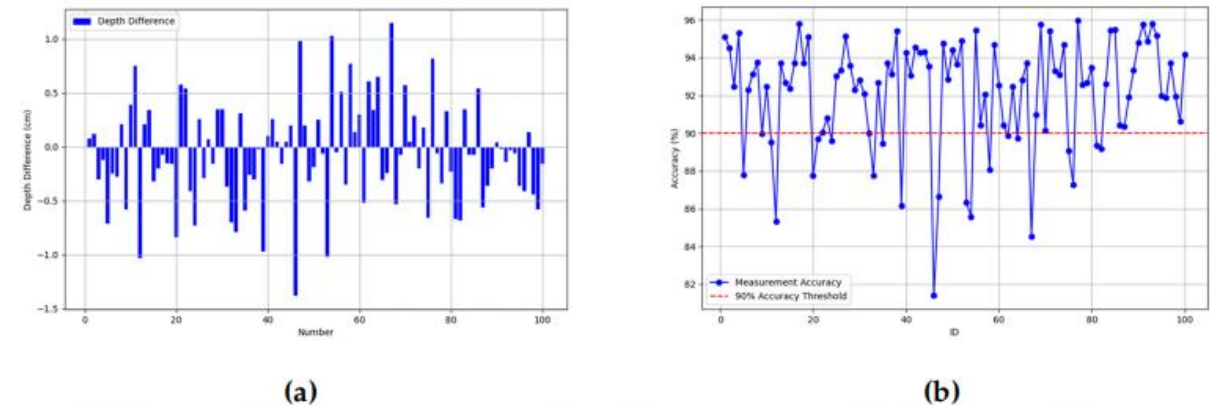 Depth Difference
1.0
0.5
0.0
−0.5
−1.0
−1.5
Depth Difference (cm)
0 20 40 60 80 100
Number
(a)
96
94
92
90
88
86
84
82
Accuracy (%)
Measurement Accuracy
90% Accuracy Threshold
0 20 40 60 80 100
ID
(b)